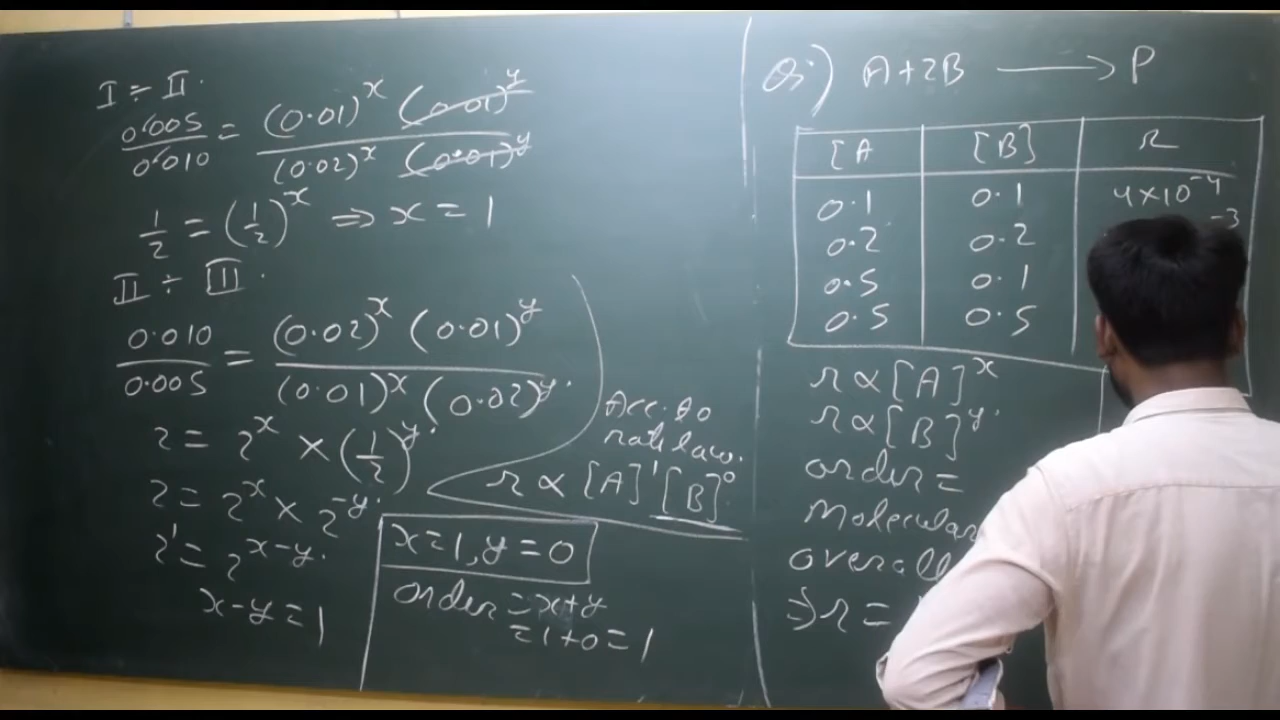 I ÷ II.
0.005/0.010 = (0.01)^x (0.01)^y / (0.02)^x (0.01)^y
1/2 = (1/2)^x ⇒ x = 1
II ÷ III.
0.010/0.005 = (0.02)^x (0.01)^y / (0.01)^x (0.02)^y.
2 = 2^x × (1/2)^y.
2 = 2^x × 2^-y.
2^1 = 2^x-y.
x-y = 1
Acc. to
rate law.
r ∝ [A]^1 [B]^0
x=1, y=0
order = x+y
= 1+0 = 1
Q.) A+2B ⟶ P
[A [B] r
0.1 0.1 4×10^-4
0.2 0.2 -3
0.5 0.1
0.5 0.5
r ∝ [A]^x
r ∝ [B]^y.
order =
Molecular
overall
⇒ r =